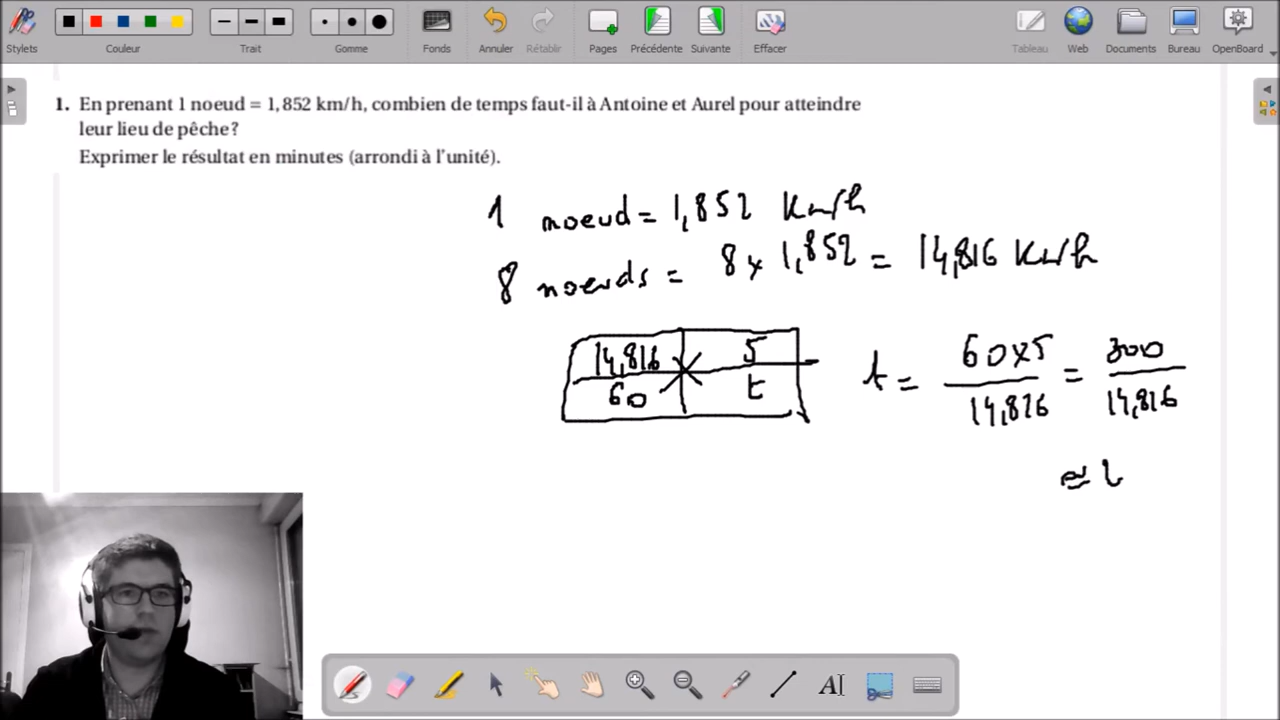 Stylets Couleur Trait Gomme Fonds Annuler Rétablir Pages Précédente Suivante Effacer Tableau Web Documents Bureau OpenBoard
1. En prenant 1 noeud = 1,852 km/h, combien de temps faut-il à Antoine et Aurel pour atteindre
leur lieu de pêche?
Exprimer le résultat en minutes (arrondi à l'unité).
1 noeud = 1,852 Km/h
8 noeuds = 8 x 1,852 = 14,816 Km/h
14,816 5
60 t
t = 60x5 / 14,816 = 300 / 14,816
≈
AI